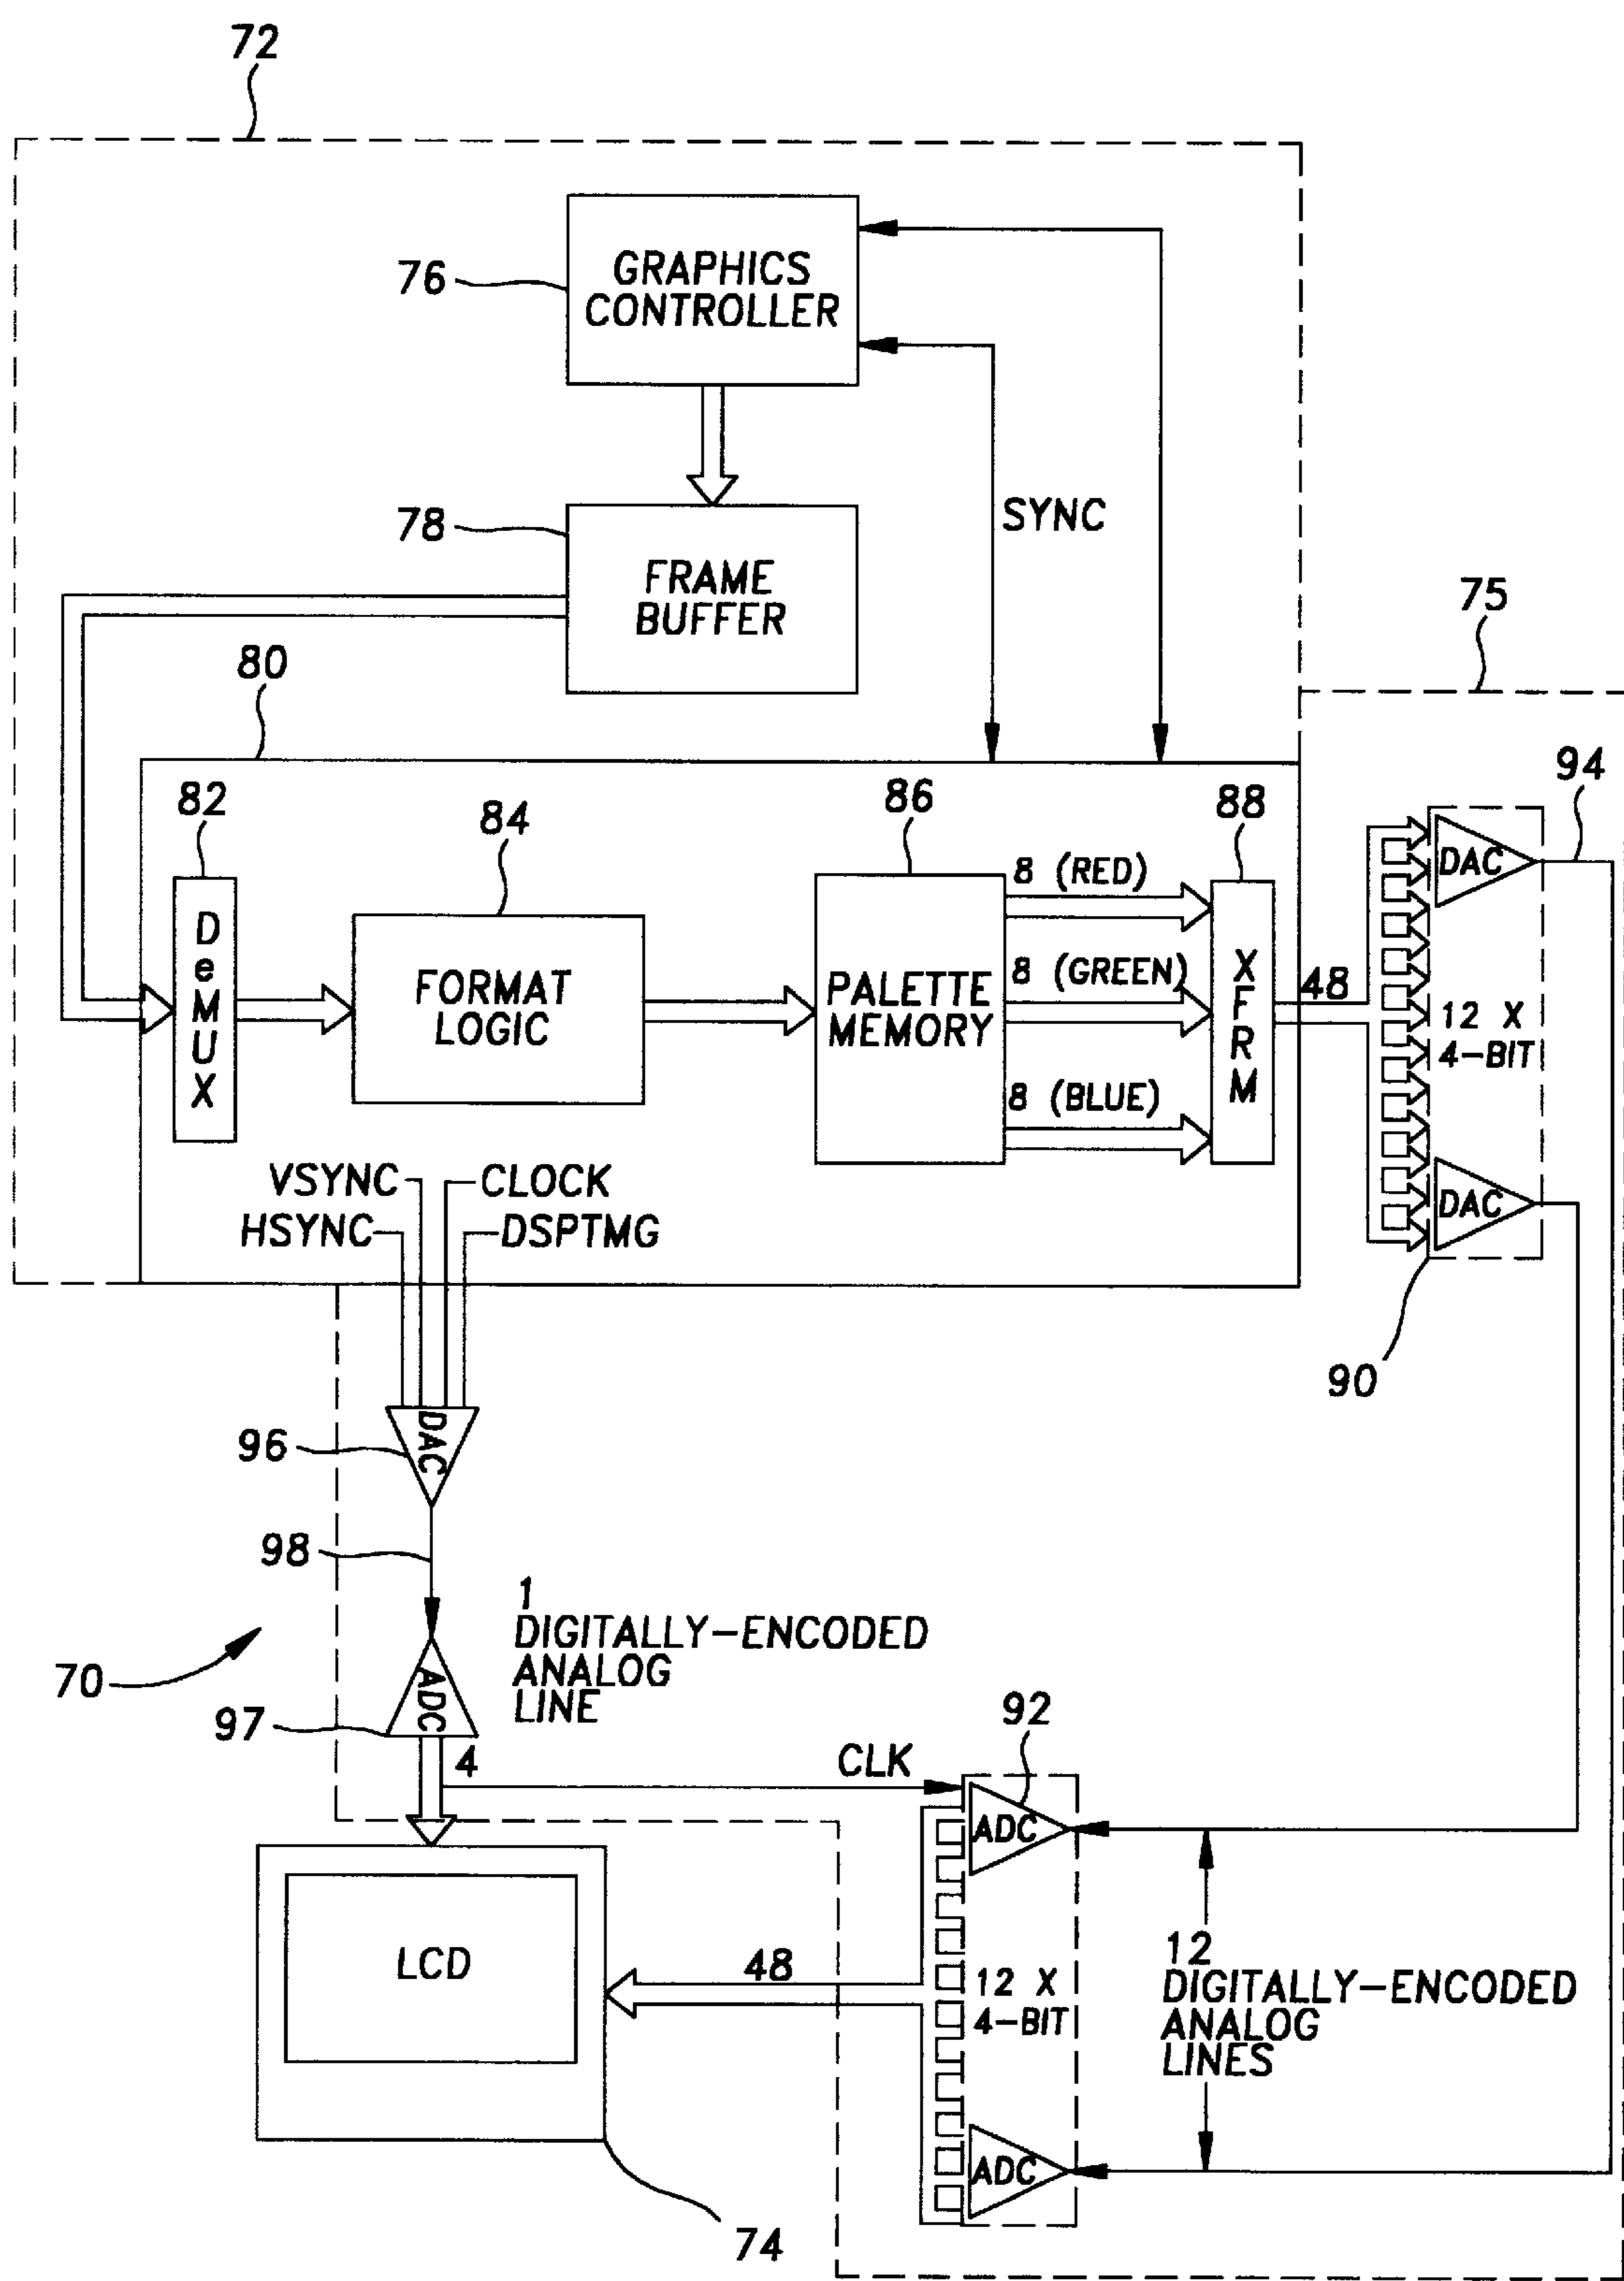 72
GRAPHICS
CONTROLLER
76
SYNC
78
FRAME
BUFFER
75
80
82
84
86
88
94
DeMUX
FORMAT
LOGIC
PALETTE
MEMORY
8 (RED)
8 (GREEN)
8 (BLUE)
XFRM
48
DAC
12 X
4-BIT
DAC
90
VSYNC
CLOCK
HSYNC
DSPTMG
96
DAC
98
1
DIGITALLY-ENCODED
ANALOG
LINE
70
97
ADC
4
CLK
92
ADC
LCD
48
12 X
4-BIT
12
DIGITALLY-ENCODED
ANALOG
LINES
ADC
74